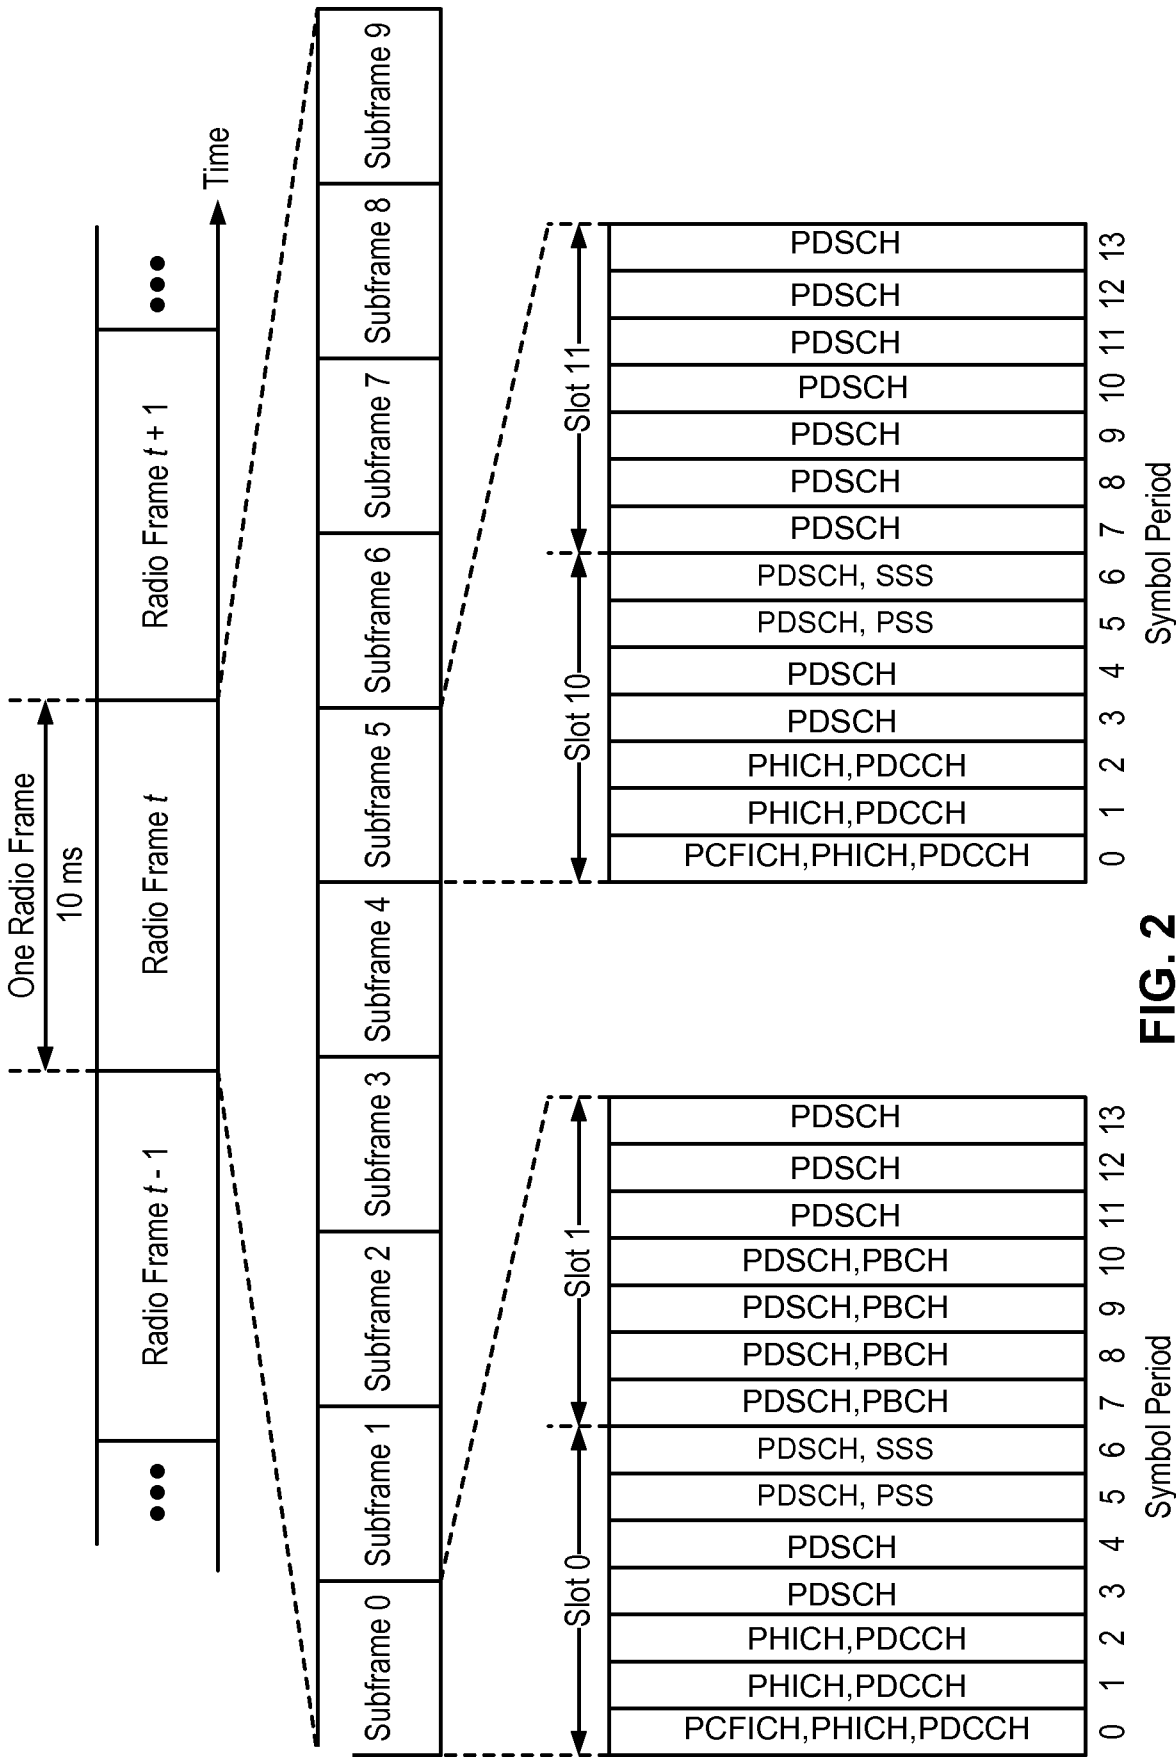 One Radio Frame
10 ms
Radio Frame t - 1
Radio Frame t
Radio Frame t + 1
Time
Subframe 0
Subframe 1
Subframe 2
Subframe 3
Subframe 4
Subframe 5
Subframe 6
Subframe 7
Subframe 8
Subframe 9
Slot 0
Slot 1
PCFICH,PHICH,PDCCH
PHICH,PDCCH
PHICH,PDCCH
PDSCH
PDSCH
PDSCH, PSS
PDSCH, SSS
PDSCH,PBCH
PDSCH,PBCH
PDSCH,PBCH
PDSCH,PBCH
PDSCH
PDSCH
PDSCH
0 1 2 3 4 5 6 7 8 9 10 11 12 13
Symbol Period
Slot 10
Slot 11
PCFICH,PHICH,PDCCH
PHICH,PDCCH
PHICH,PDCCH
PDSCH
PDSCH
PDSCH, PSS
PDSCH, SSS
PDSCH
PDSCH
PDSCH
PDSCH
PDSCH
PDSCH
PDSCH
0 1 2 3 4 5 6 7 8 9 10 11 12 13
Symbol Period
FIG. 2